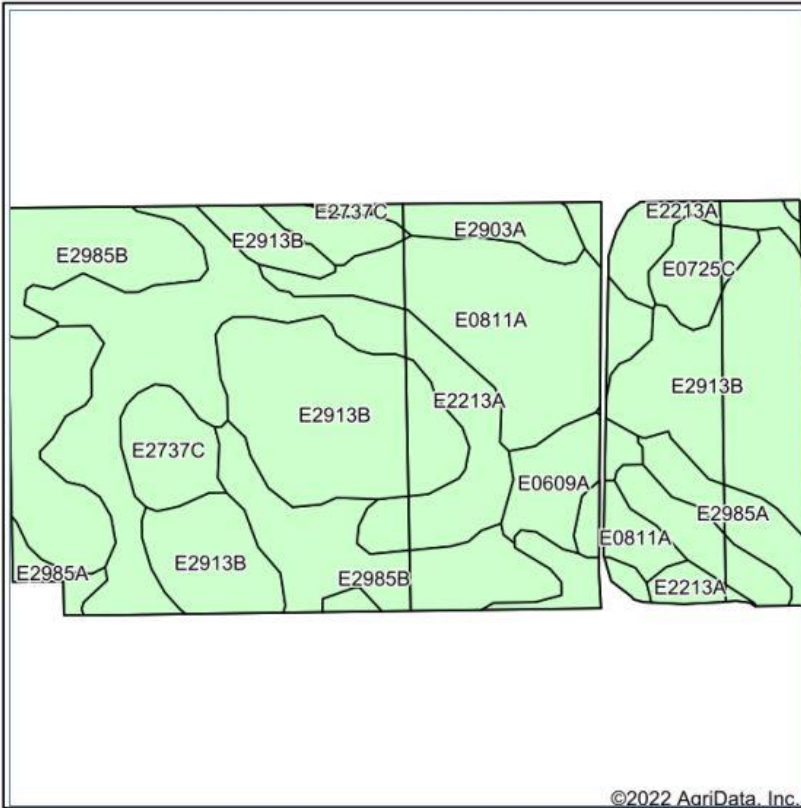 E2737C
E2213A
E2913B
E2903A
E2985B
E0725C
E0811A
E2913B
E2213A
E2913B
E2737C
E0609A
E2985A
E0811A
E2913B
E2985A
E2985B
E2213A
©2022 AgriData, Inc.